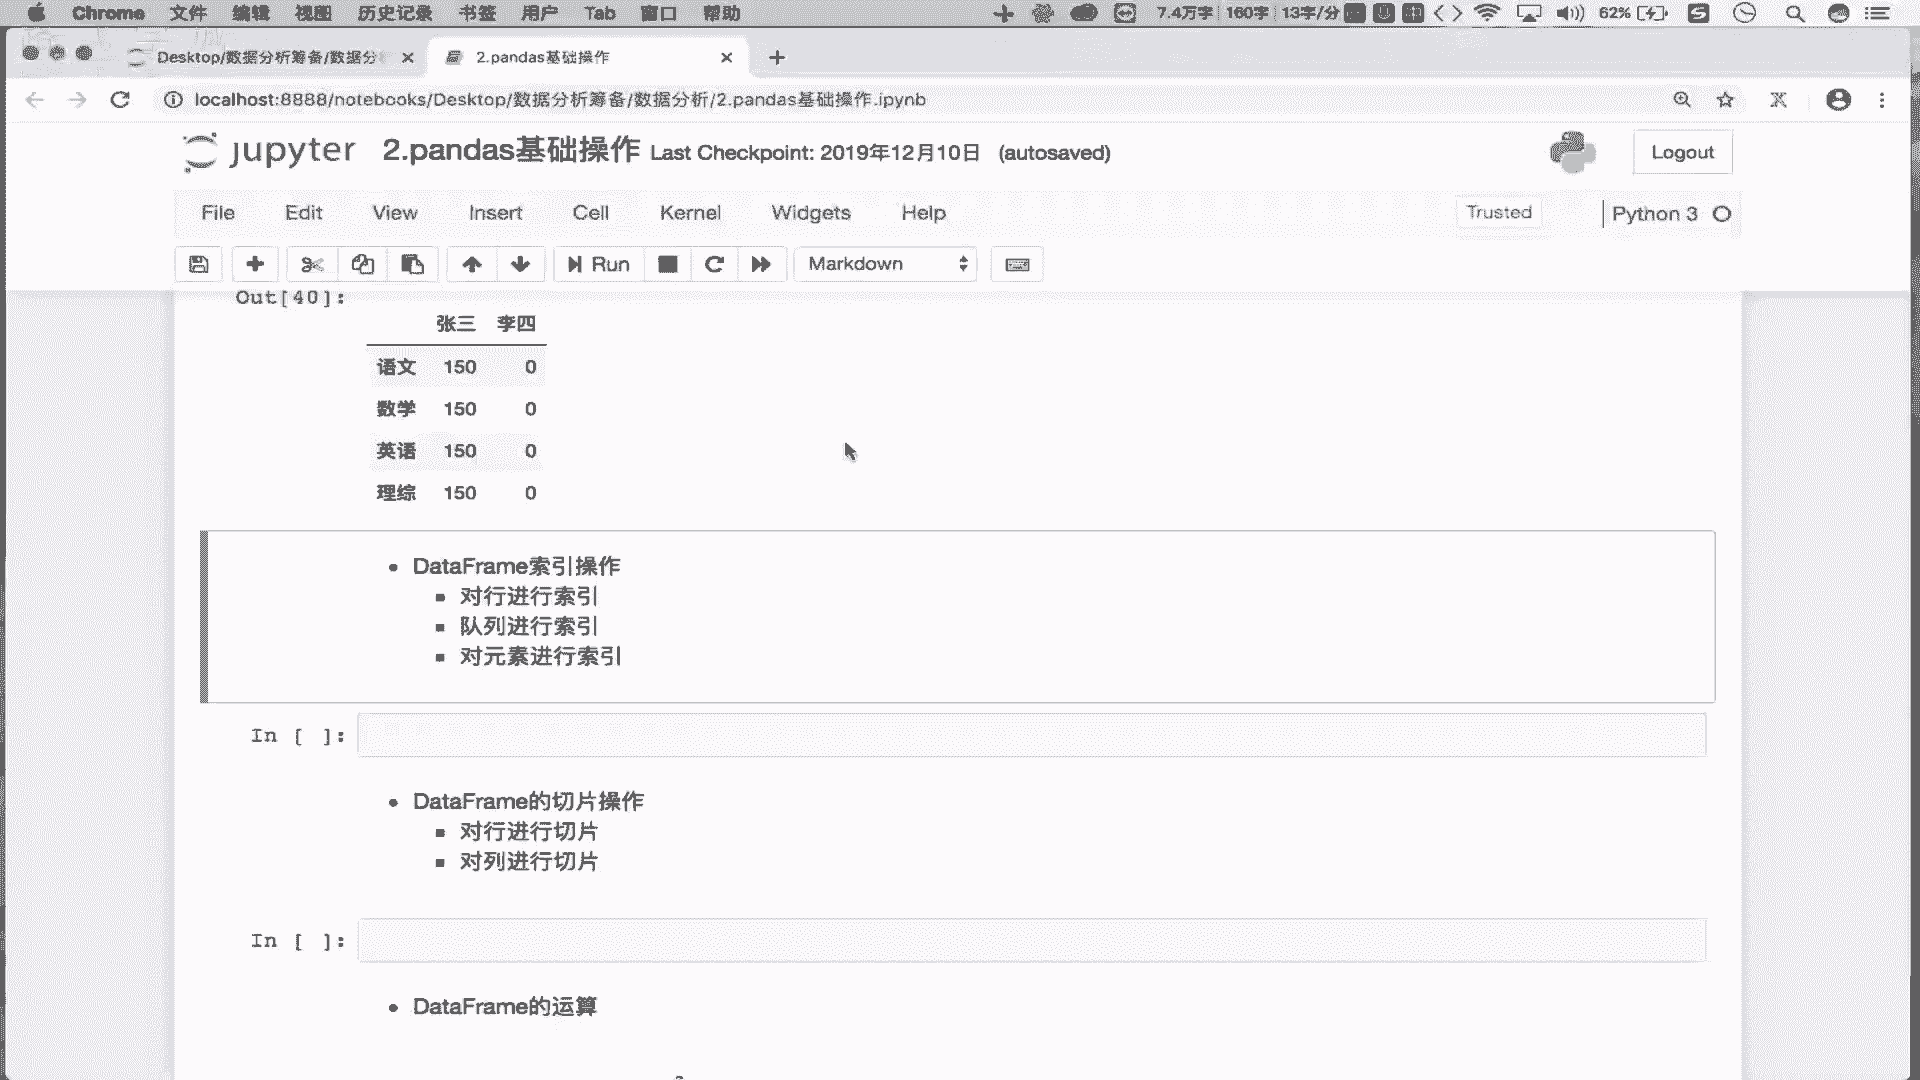 Chrome 文件 编辑 视图 历史记录 书签 用户 Tab 窗口 帮助 7.4万字 160字 13字/分 62%
Desktop/数据分析筹备/数据分 2.pandas基础操作
localhost:8888/notebooks/Desktop/数据分析筹备/数据分析/2.pandas基础操作.ipynb
jupyter 2.pandas基础操作 Last Checkpoint: 2019年12月10日 (autosaved) Logout
File Edit View Insert Cell Kernel Widgets Help Trusted Python 3
Run Markdown
Out[40]:
张三 李四
语文 150 0
数学 150 0
英语 150 0
理综 150 0
DataFrame索引操作
对行进行索引
队列进行索引
对元素进行索引
In [ ]:
DataFrame的切片操作
对行进行切片
对列进行切片
In [ ]:
DataFrame的运算